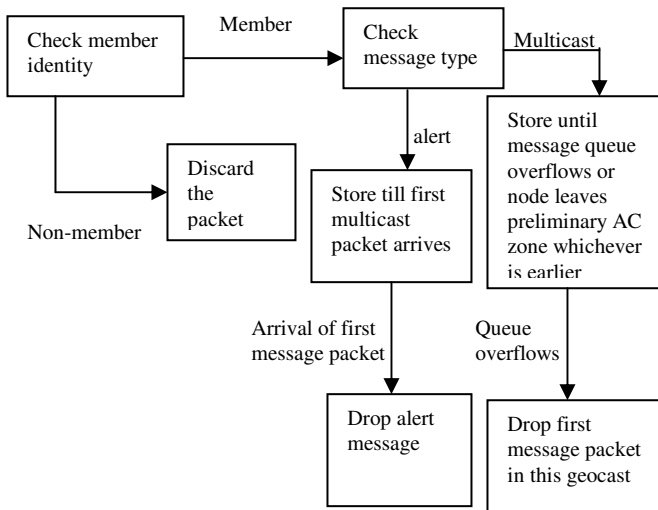 Check member
identity
Member
Check
message type
Multicast
Discard
the
packet
Non-member
alert
Store till first
multicast
packet arrives
Store until
message queue
overflows or
node leaves
preliminary AC
zone whichever
is earlier
Arrival of first
message packet
Queue
overflows
Drop alert
message
Drop first
message packet
in this geocast